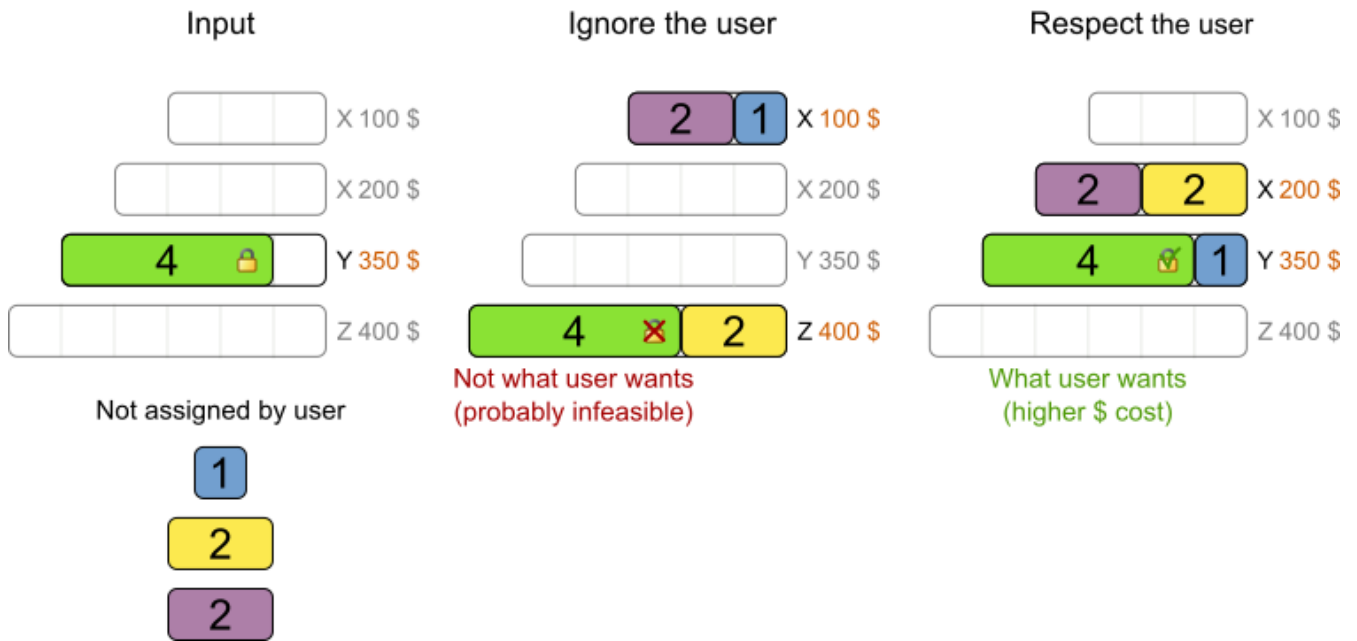 Input
X 100 $
X 200 $
4
Y 350 $
Z 400 $
Not assigned by user
1
2
2
Ignore the user
2 1 X 100 $
X 200 $
Y 350 $
4 2 Z 400 $
Not what user wants
(probably infeasible)
Respect the user
X 100 $
2 2 X 200 $
4 1 Y 350 $
Z 400 $
What user wants
(higher $ cost)